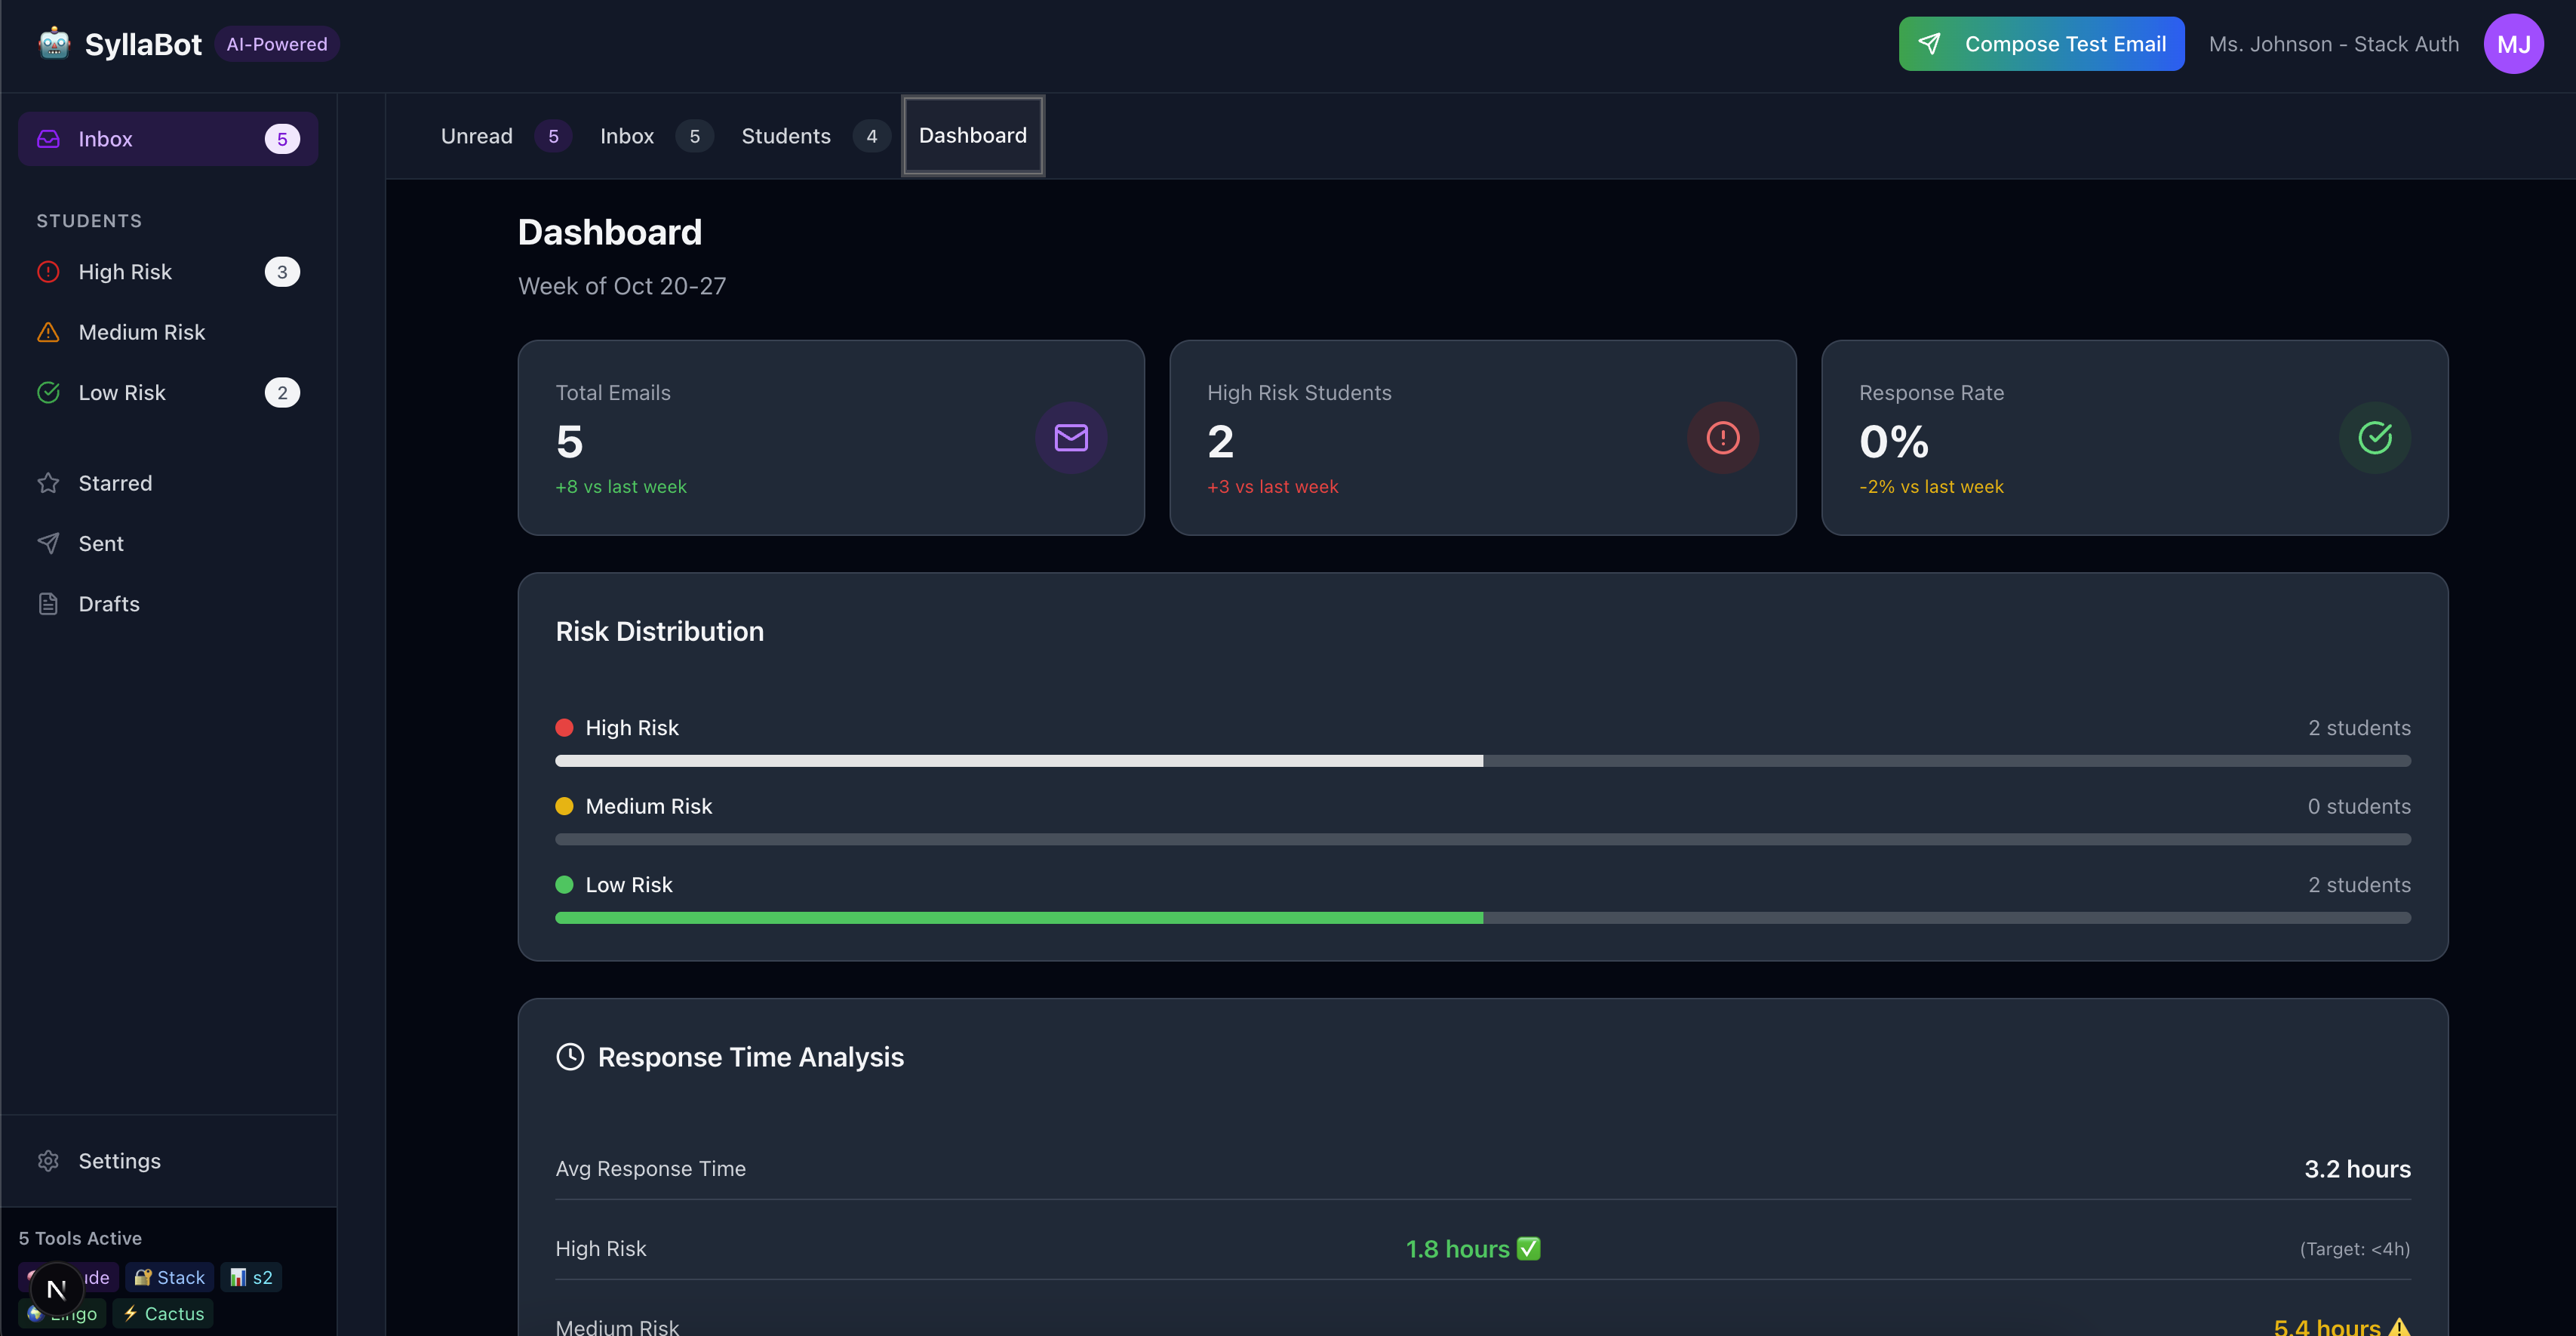 🤖 SyllaBot AI-Powered
Compose Test Email Ms. Johnson - Stack Auth MJ
Inbox 5
STUDENTS
High Risk 3
Medium Risk
Low Risk 2
Starred
Sent
Drafts
Settings
5 Tools Active
🔐 Stack 📊 s2
N
⚡ Cactus
Unread 5 Inbox 5 Students 4 Dashboard
Dashboard
Week of Oct 20-27
Total Emails
5
+8 vs last week
High Risk Students
2
+3 vs last week
Response Rate
0%
-2% vs last week
Risk Distribution
High Risk 2 students
Medium Risk 0 students
Low Risk 2 students
Response Time Analysis
Avg Response Time 3.2 hours
High Risk 1.8 hours ✅ (Target: <4h)
Medium Risk 5.4 hours ⚠️